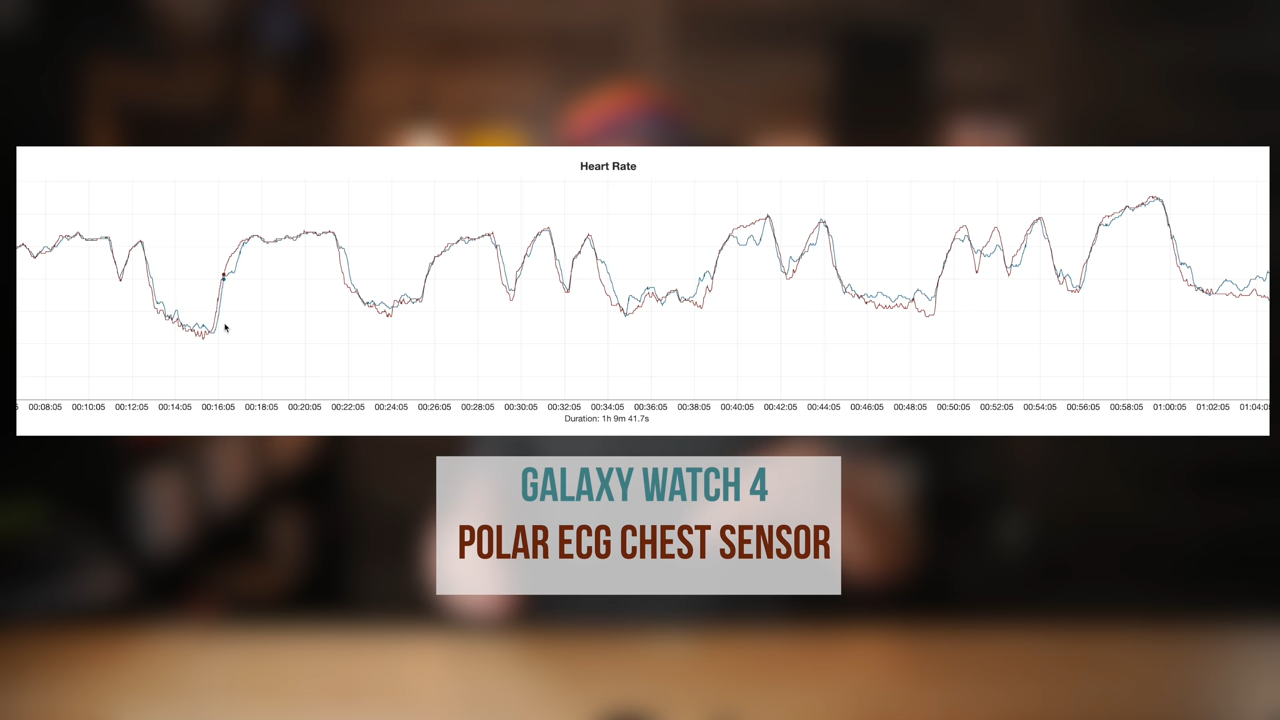 Heart Rate
5 00:08:05 00:10:05 00:12:05 00:14:05 00:16:05 00:18:05 00:20:05 00:22:05 00:24:05 00:26:05 00:28:05 00:30:05 00:32:05 00:34:05 00:36:05 00:38:05 00:40:05 00:42:05 00:44:05 00:46:05 00:48:05 00:50:05 00:52:05 00:54:05 00:56:05 00:58:05 01:00:05 01:02:05 01:04:0
Duration: 1h 9m 41.7s
GALAXY WATCH 4
POLAR ECG CHEST SENSOR